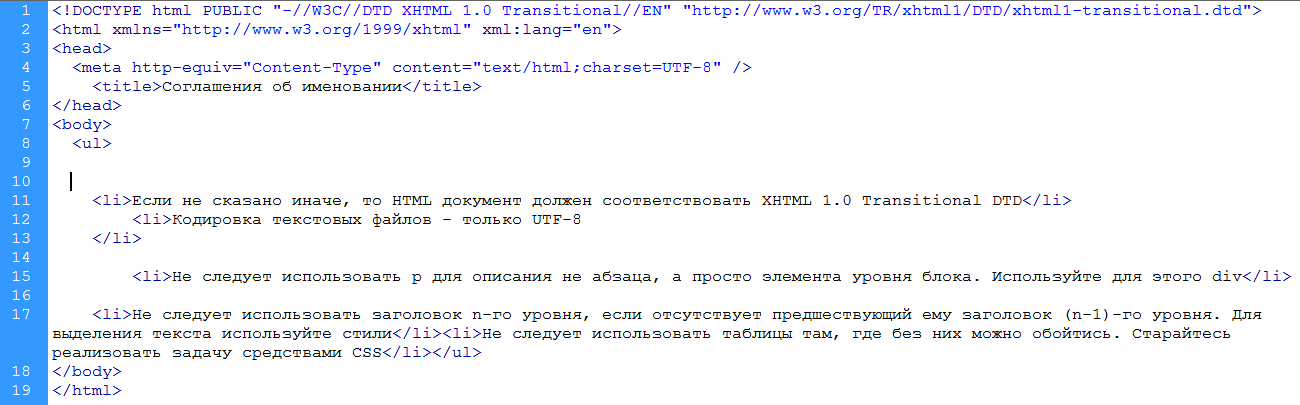 1 <!DOCTYPE html PUBLIC "-//W3C//DTD XHTML 1.0 Transitional//EN" "http://www.w3.org/TR/xhtml1/DTD/xhtml1-transitional.dtd">
2 <html xmlns="http://www.w3.org/1999/xhtml" xml:lang="en">
3 <head>
4   <meta http-equiv="Content-Type" content="text/html;charset=UTF-8" />
5     <title>Соглашения об именовании</title>
6 </head>
7 <body>
8   <ul>
9
10
11     <li>Если не сказано иначе, то HTML документ должен соответствовать XHTML 1.0 Transitional DTD</li>
12         <li>Кодировка текстовых файлов - только UTF-8
13     </li>
14
15         <li>Не следует использовать p для описания не абзаца, а просто элемента уровня блока. Используйте для этого div</li>
16
17     <li>Не следует использовать заголовок n-го уровня, если отсутствует предшествующий ему заголовок (n-1)-го уровня. Для
выделения текста используйте стили</li><li>Не следует использовать таблицы там, где без них можно обойтись. Старайтесь
реализовать задачу средствами CSS</li></ul>
18 </body>
19 </html>